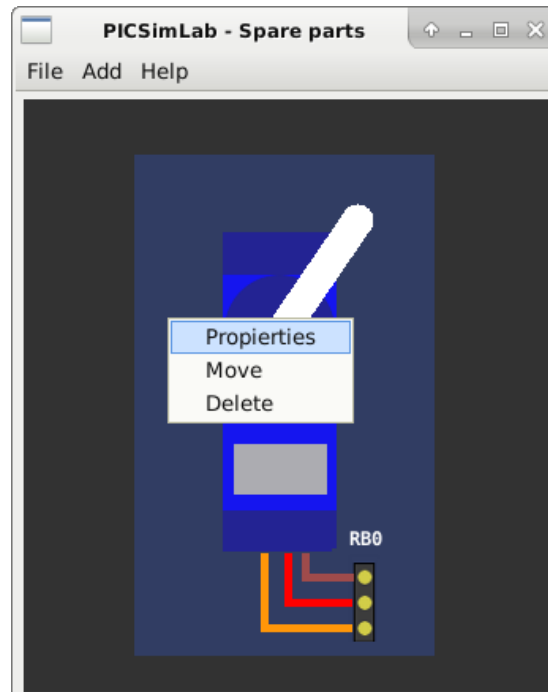 PICSimLab - Spare parts
File Add Help
Propierties
Move
Delete
RB0